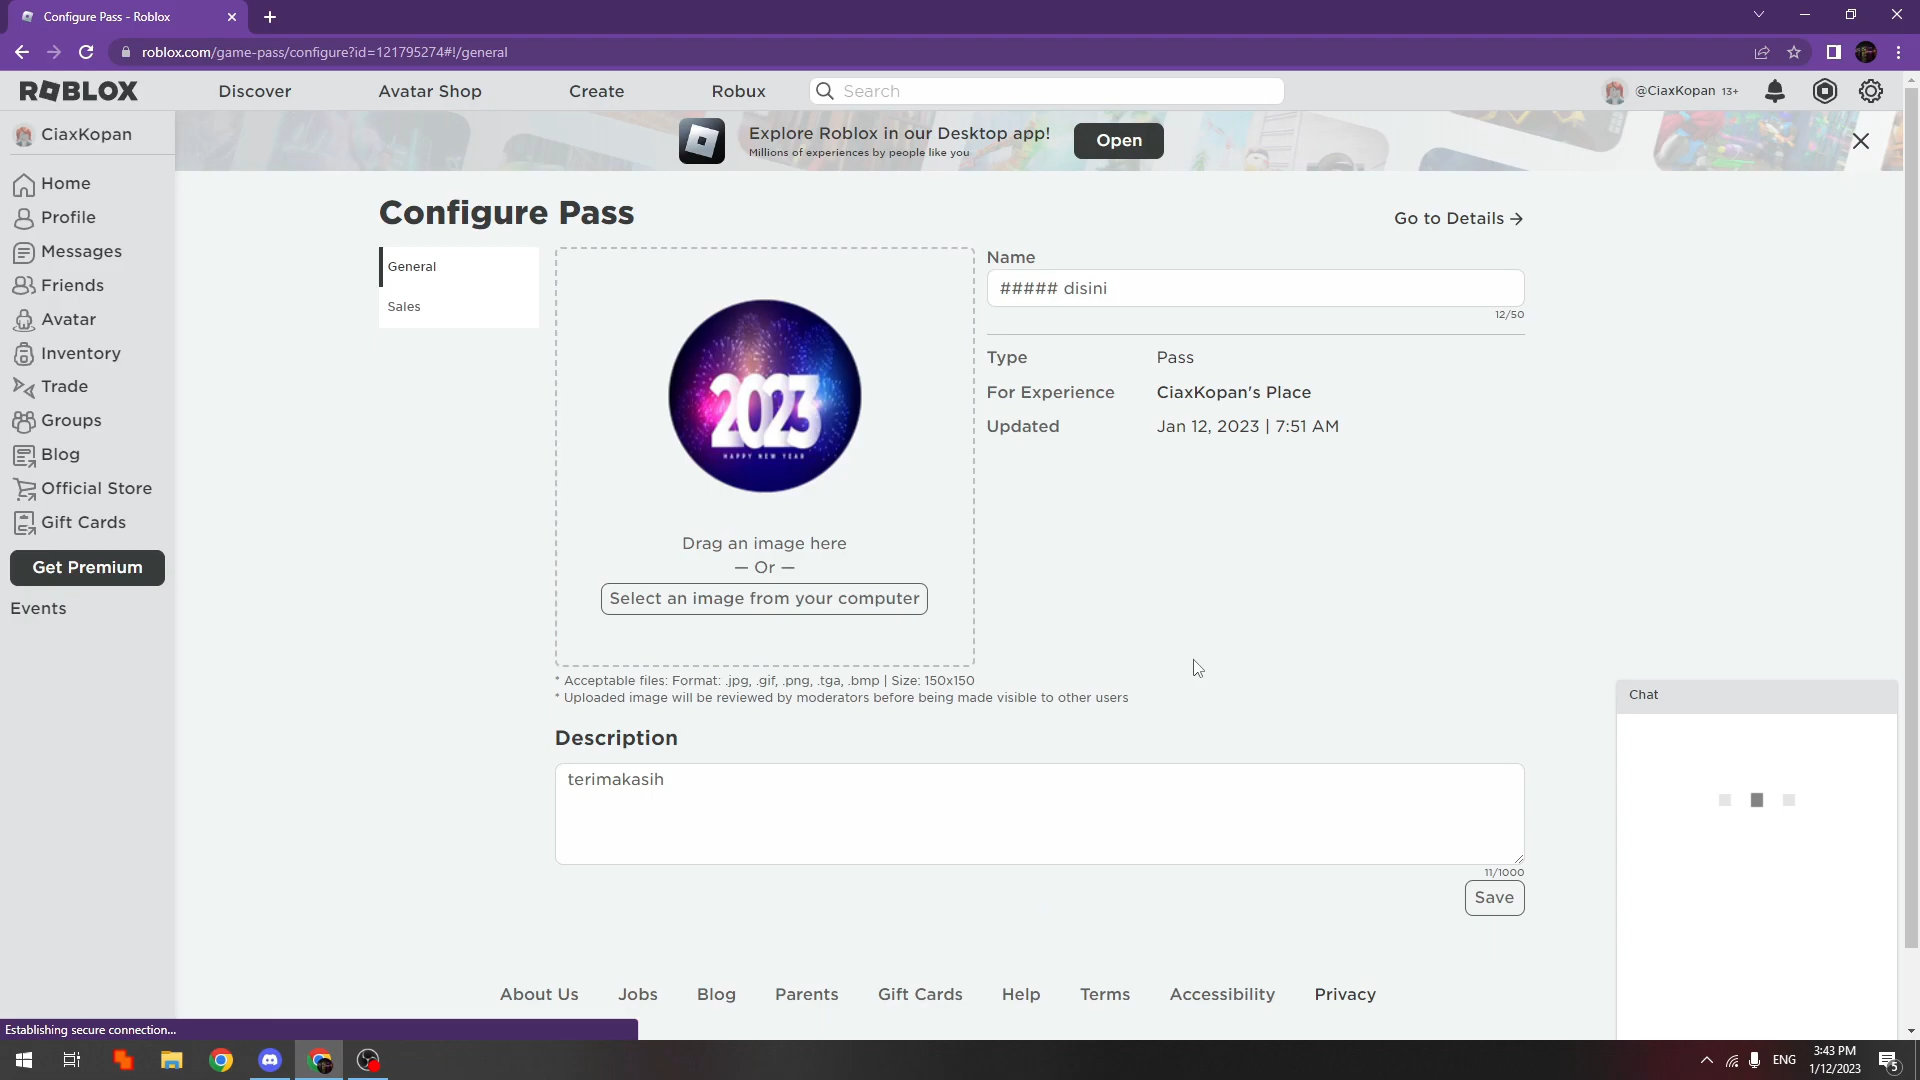 Configure Pass - Roblox
roblox.com/game-pass/configure?id=121795274#!/general
ROBLOX
Discover
Avatar Shop
Create
Robux
Search
@CiaxKopan 13+
CiaxKopan
Explore Roblox in our Desktop app!
Millions of experiences by people like you
Open
Home
Profile
Messages
Friends
Avatar
Inventory
Trade
Groups
Blog
Official Store
Gift Cards
Get Premium
Events
Configure Pass
Go to Details →
General
Sales
2023
HAPPY NEW YEAR
Drag an image here
— Or —
Select an image from your computer
* Acceptable files: Format: .jpg, .gif, .png, .tga, .bmp | Size: 150x150
* Uploaded image will be reviewed by moderators before being made visible to other users
Name
##### disini
12/50
Type Pass
For Experience CiaxKopan's Place
Updated Jan 12, 2023 | 7:51 AM
Description
terimakasih
11/1000
Save
Chat
About Us
Jobs
Blog
Parents
Gift Cards
Help
Terms
Accessibility
Privacy
Establishing secure connection...
ENG
3:43 PM
1/12/2023
5